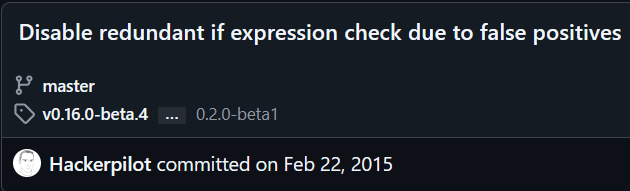 Disable redundant if expression check due to false positives
master
v0.16.0-beta.4 ... 0.2.0-beta1
Hackerpilot committed on Feb 22, 2015